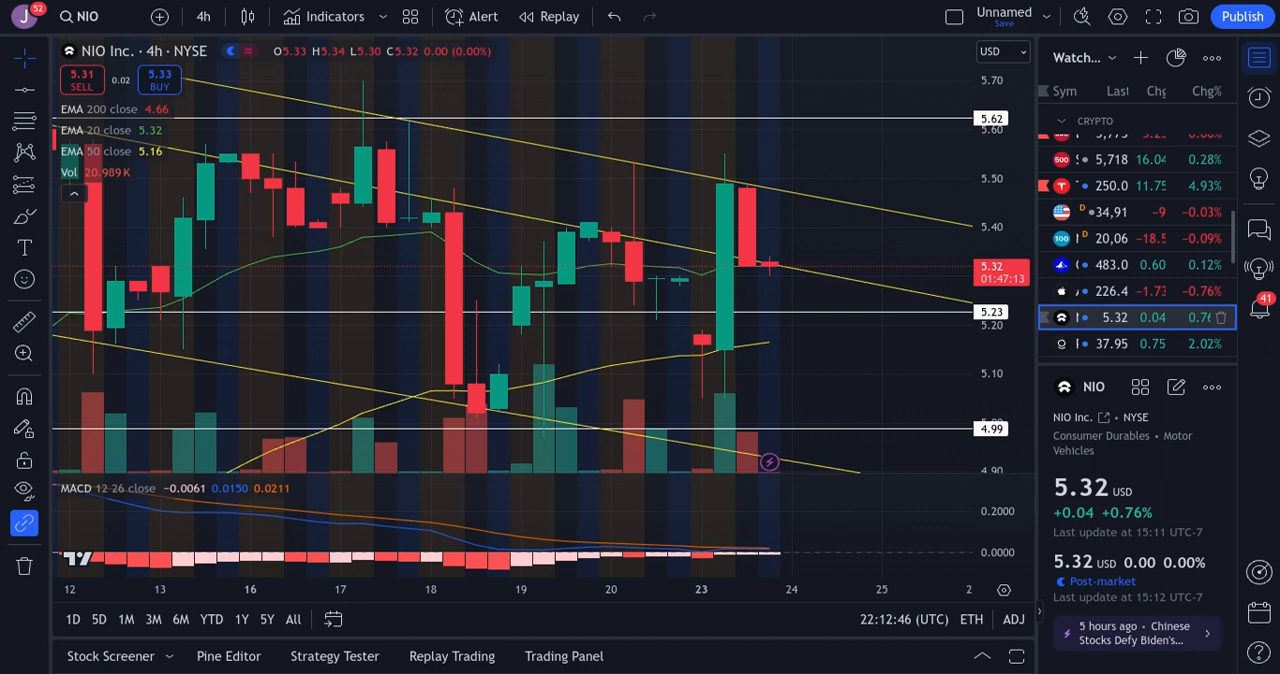 J
52
NIO
4h
Indicators
Alert
Replay
Unnamed
Save
Publish
NIO Inc. · 4h · NYSE
O5.33 H5.34 L5.30 C5.32 0.00 (0.00%)
USD
5.31
SELL
0.02
5.33
BUY
EMA 200 close 4.66
EMA 20 close 5.32
EMA 50 close 5.16
Vol 20.989 K
5.70
5.62
5.60
5.50
5.40
5.32
01:47:13
5.23
5.20
5.10
4.99
4.90
MACD 12 26 close −0.0061 0.0150 0.0211
0.2000
0.0000
12 13 16 17 18 19 20 23 24 25 2
1D 5D 1M 3M 6M YTD 1Y 5Y All
22:12:46 (UTC) ETH ADJ
Stock Screener
Pine Editor
Strategy Tester
Replay Trading
Trading Panel
Watch...
Sym Last Chg Chg%
CRYPTO
500 5,718 16.04 0.28%
250.0 11.75 4.93%
D 34,91 −9 −0.03%
100 D 20,06 −18.5 −0.09%
483.0 0.60 0.12%
226.4 −1.73 −0.76%
5.32 0.04 0.76
37.95 0.75 2.02%
NIO
NIO Inc. • NYSE
Consumer Durables • Motor
Vehicles
5.32 USD
+0.04 +0.76%
Last update at 15:11 UTC-7
5.32 USD 0.00 0.00%
Post-market
Last update at 15:12 UTC-7
5 hours ago • Chinese
Stocks Defy Biden's...
41